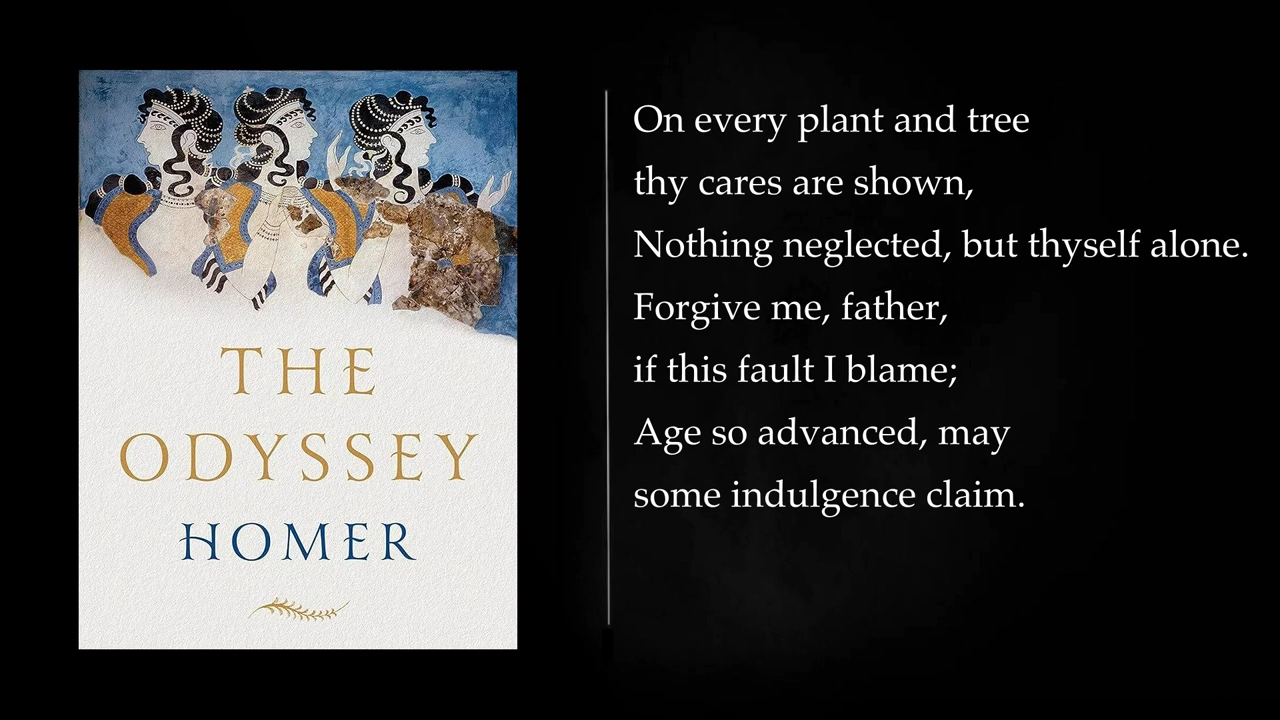 THE
ODYSSEY
HOMER
On every plant and tree
thy cares are shown,
Nothing neglected, but thyself alone.
Forgive me, father,
if this fault I blame;
Age so advanced, may
some indulgence claim.